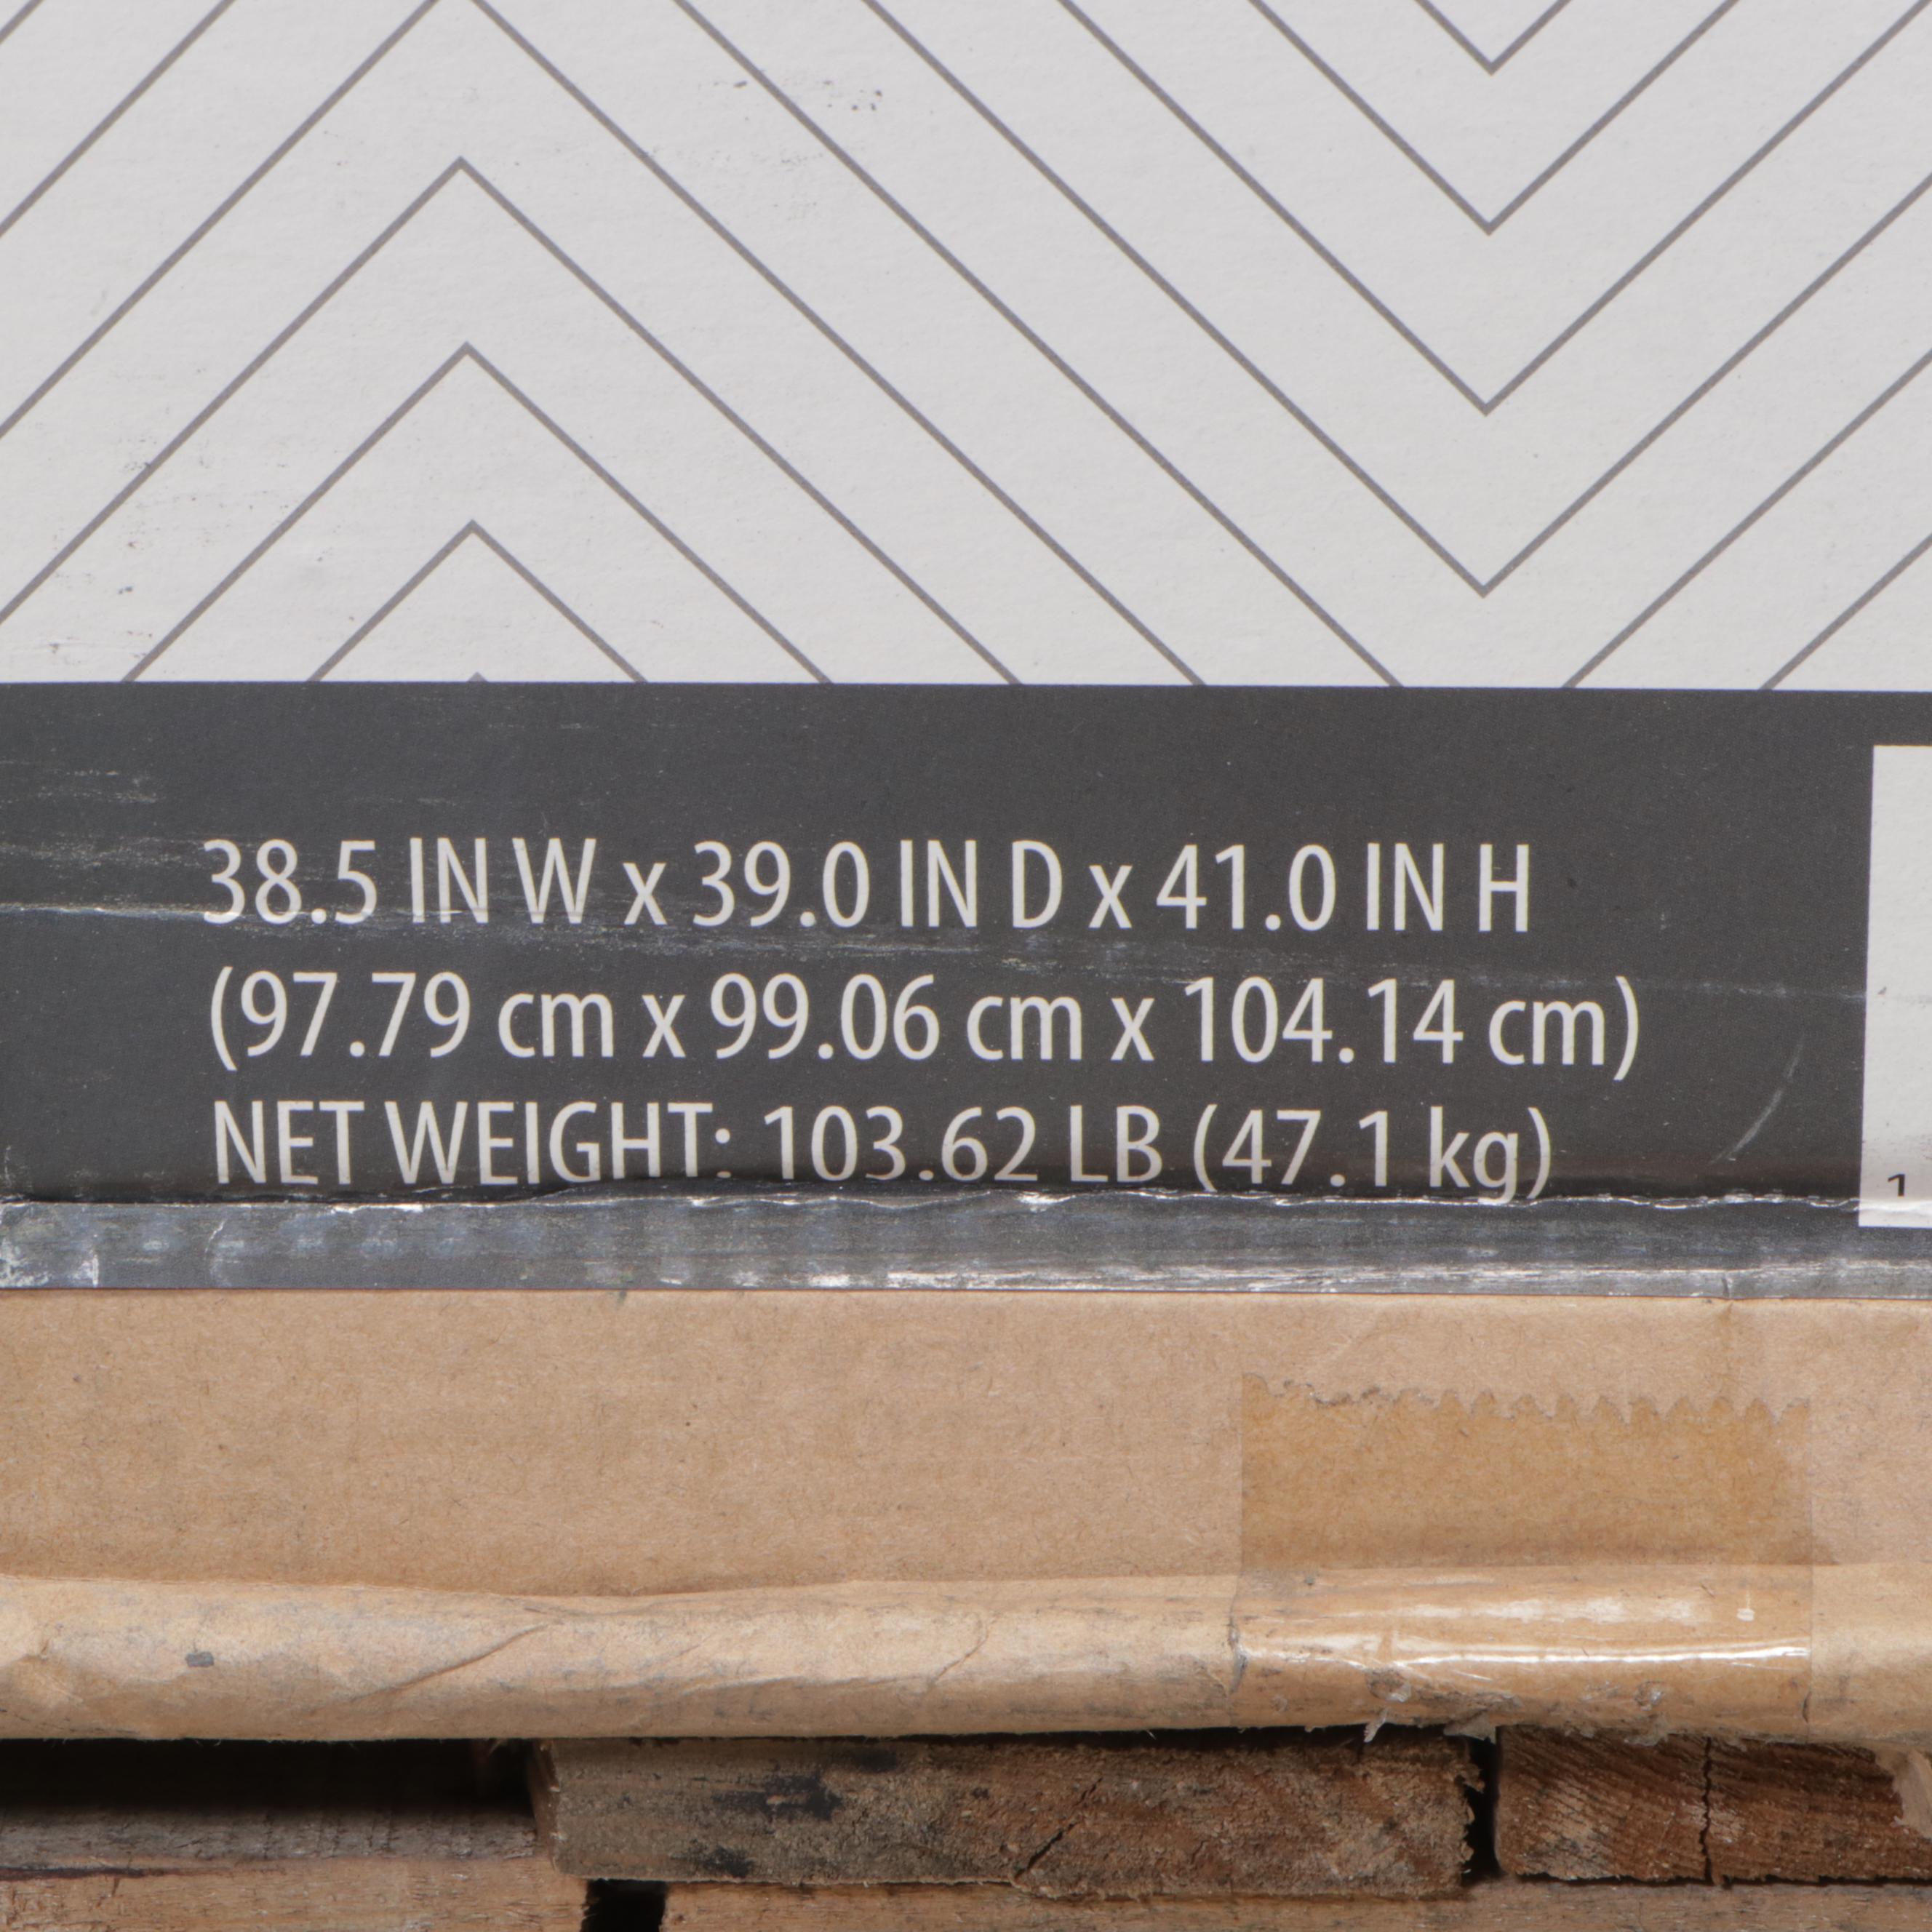 38.5 IN W x 39.0 IN D x 41.0 IN H
(97.79 cm x 99.06 cm x 104.14 cm)
NET WEIGHT: 103.62 LB (47.1 kg)
1